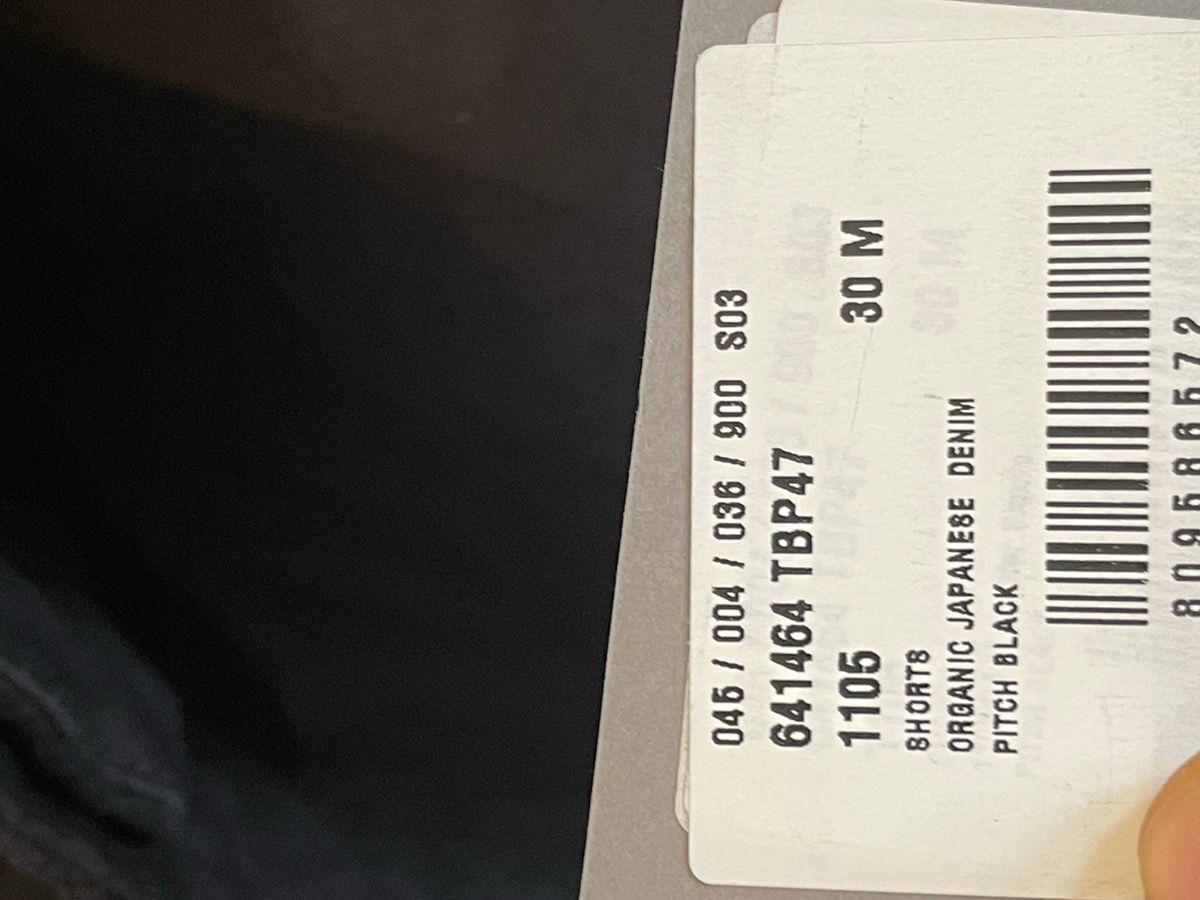 045 / 004 / 036 / 900 S03
641464 TBP47
1105 30 M
SHORTS
ORGANIC JAPANESE DENIM
PITCH BLACK